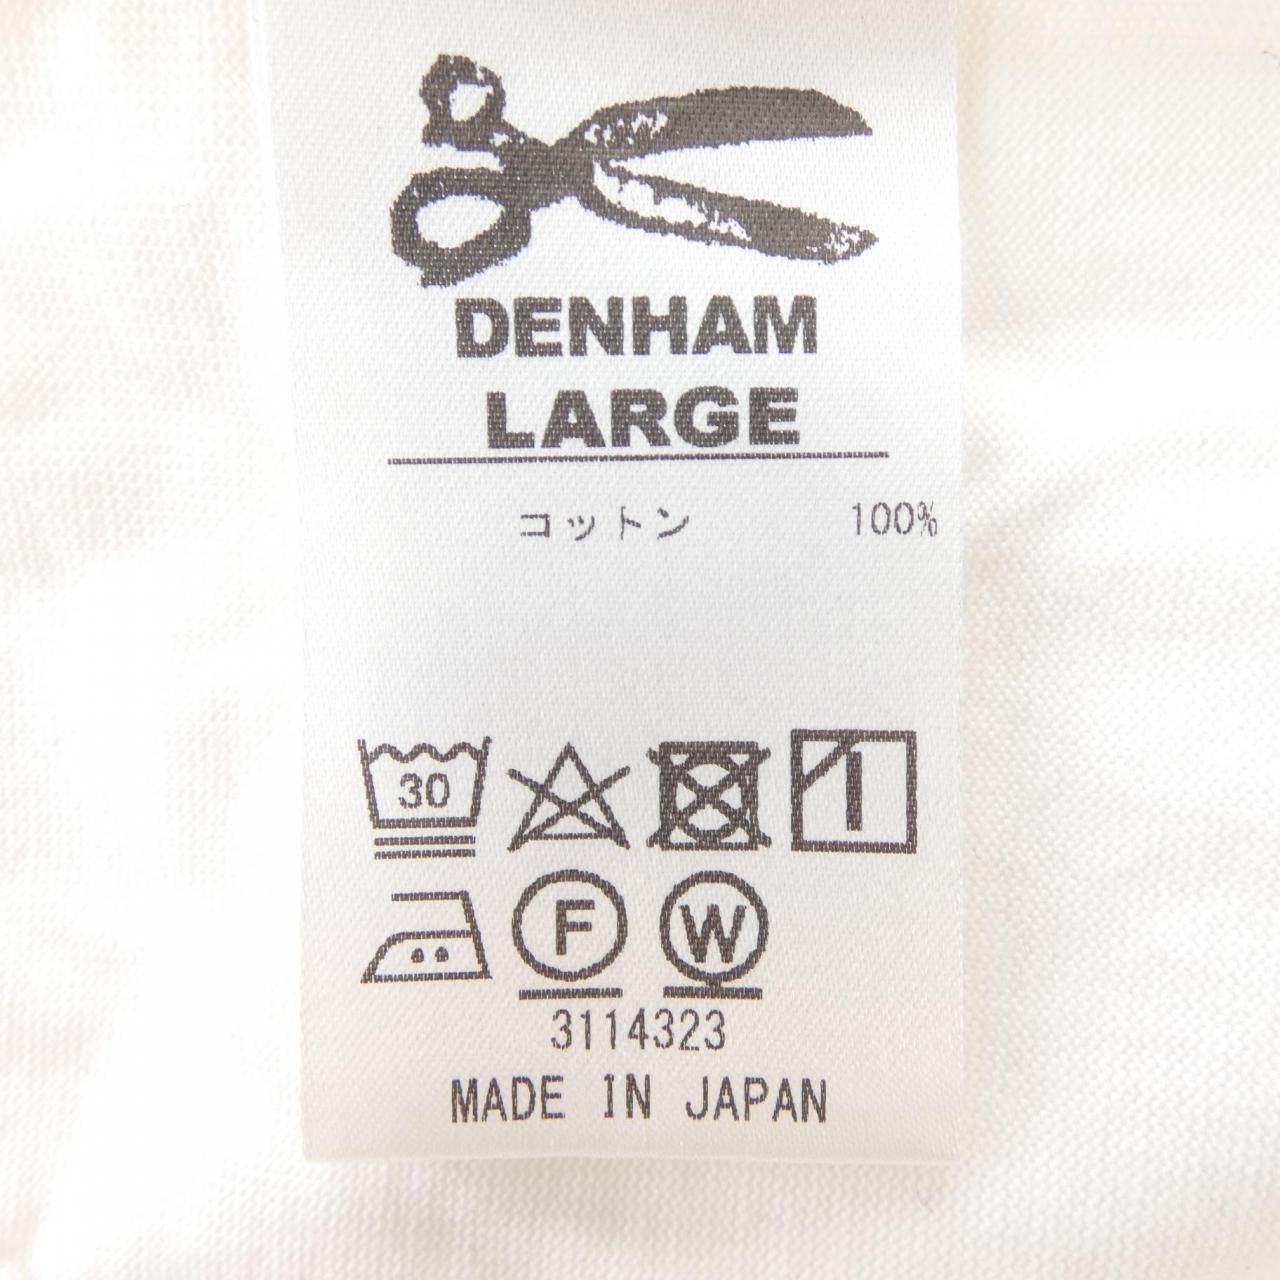 DENHAM
LARGE
コットン 100%
30
F W
3114323
MADE IN JAPAN